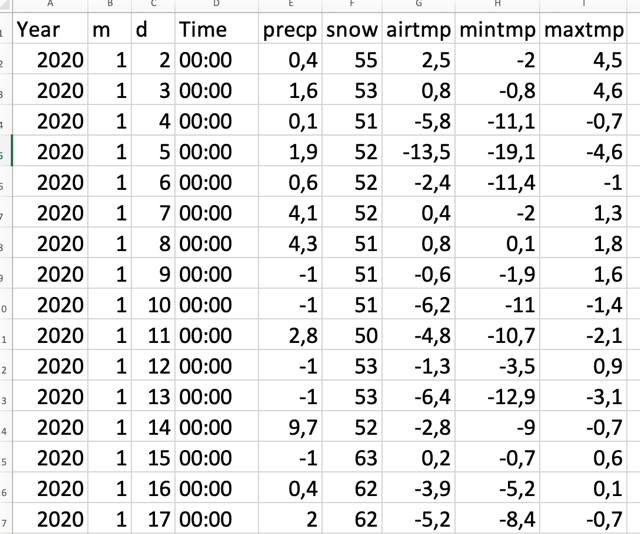 A B C D E F G H I
1 Year m d Time precp snow airtmp mintmp maxtmp
2 2020 1 2 00:00 0,4 55 2,5 -2 4,5
3 2020 1 3 00:00 1,6 53 0,8 -0,8 4,6
4 2020 1 4 00:00 0,1 51 -5,8 -11,1 -0,7
5 2020 1 5 00:00 1,9 52 -13,5 -19,1 -4,6
6 2020 1 6 00:00 0,6 52 -2,4 -11,4 -1
7 2020 1 7 00:00 4,1 52 0,4 -2 1,3
8 2020 1 8 00:00 4,3 51 0,8 0,1 1,8
9 2020 1 9 00:00 -1 51 -0,6 -1,9 1,6
0 2020 1 10 00:00 -1 51 -6,2 -11 -1,4
1 2020 1 11 00:00 2,8 50 -4,8 -10,7 -2,1
2 2020 1 12 00:00 -1 53 -1,3 -3,5 0,9
3 2020 1 13 00:00 -1 53 -6,4 -12,9 -3,1
4 2020 1 14 00:00 9,7 52 -2,8 -9 -0,7
5 2020 1 15 00:00 -1 63 0,2 -0,7 0,6
6 2020 1 16 00:00 0,4 62 -3,9 -5,2 0,1
7 2020 1 17 00:00 2 62 -5,2 -8,4 -0,7